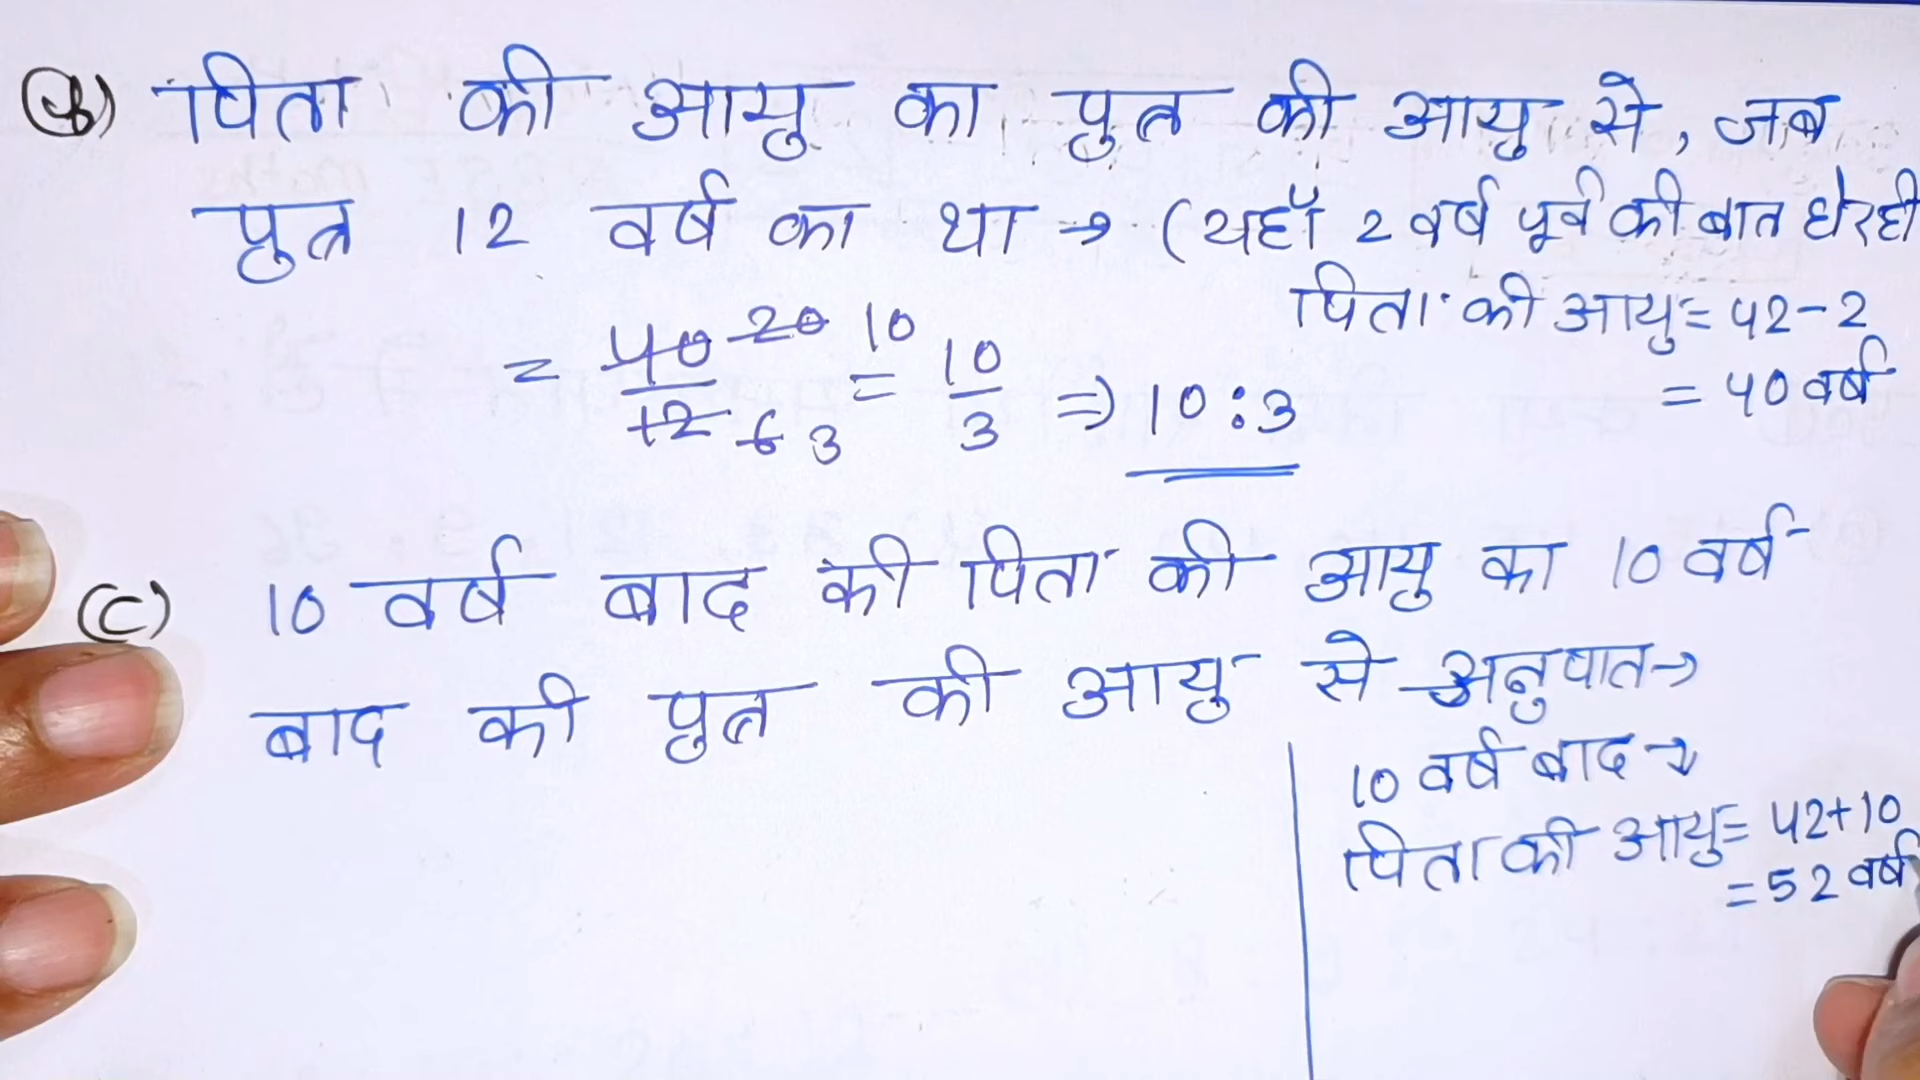 (b) पिता की आयु का पुत्र की आयु से, जब
पुत्र 12 वर्ष का था → (यहाँ 2 वर्ष पूर्व की बात हो रही
पिता की आयु = 42-2
= 40 वर्ष
= 40/12 20/6 10/3 = 10/3 ⇒ 10:3
(C) 10 वर्ष बाद की पिता की आयु का 10 वर्ष
बाद की पुत्र की आयु से अनुपात→
10 वर्ष बाद →
पिता की आयु = 42+10
= 52 वर्ष